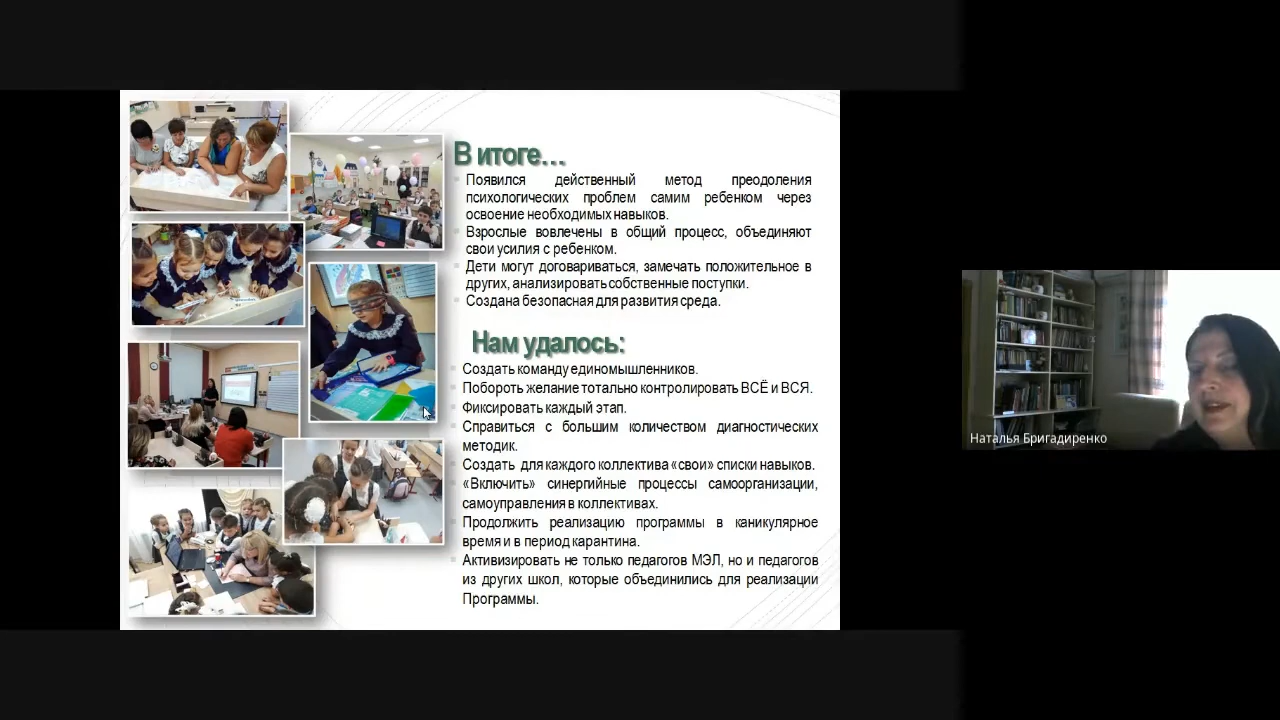 В итоге…
Появился действенный метод преодоления
психологических проблем самим ребенком через
освоение необходимых навыков.
Взрослые вовлечены в общий процесс, объединяют
свои усилия с ребенком.
Дети могут договариваться, замечать положительное в
других, анализировать собственные поступки.
Создана безопасная для развития среда.
Нам удалось:
Создать команду единомышленников.
Побороть желание тотально контролировать ВСЁ и ВСЯ.
Фиксировать каждый этап.
Справиться с большим количеством диагностических
методик.
Создать для каждого коллектива «свои» списки навыков.
«Включить» синергийные процессы самоорганизации,
самоуправления в коллективах.
Продолжить реализацию программы в каникулярное
время и в период карантина.
Активизировать не только педагогов МЭЛ, но и педагогов
из других школ, которые объединились для реализации
Программы.
Наталья Бригадиренко